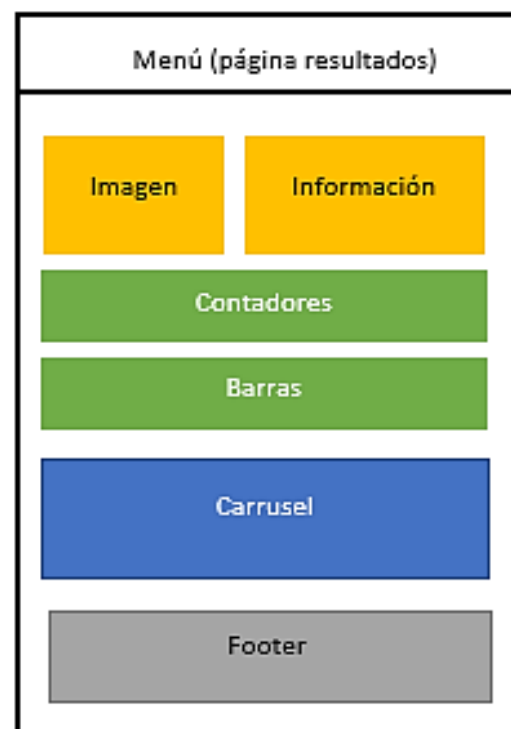 Menú (página resultados)
Imagen
Información
Contadores
Barras
Carrusel
Footer